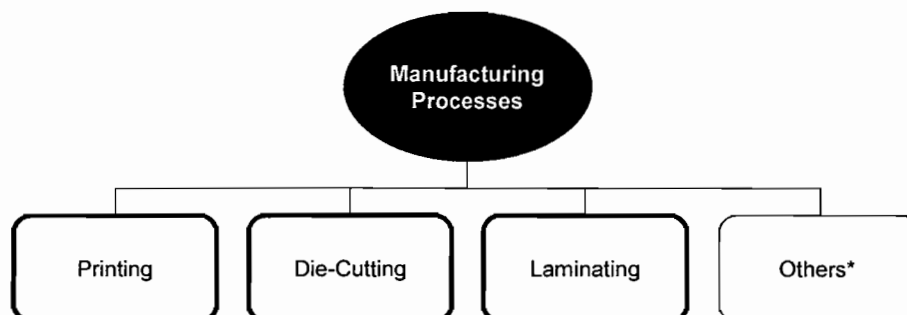 Manufacturing
Processes
Printing
Die-Cutting
Laminating
Others*